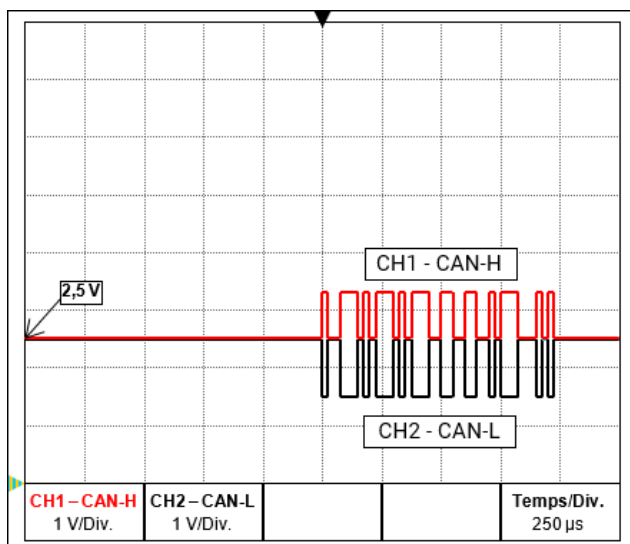 CH1 - CAN-H
2,5 V
CH2 - CAN-L
CH1–CAN-H
1 V/Div.
CH2–CAN-L
1 V/Div.
Temps/Div.
250 µs